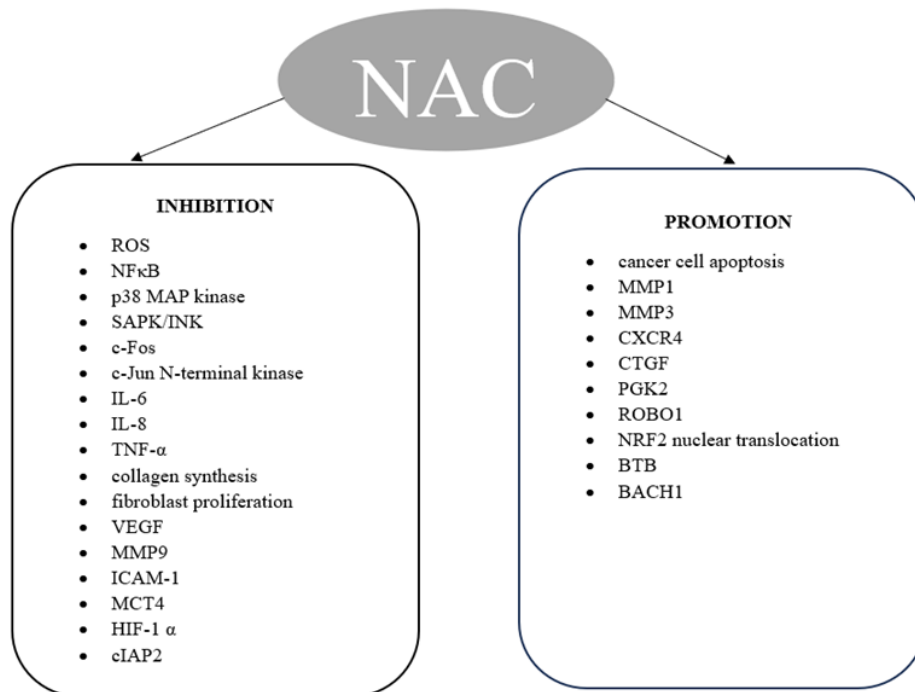 NAC
INHIBITION
• ROS
• NFκB
• p38 MAP kinase
• SAPK/INK
• c-Fos
• c-Jun N-terminal kinase
• IL-6
• IL-8
• TNF-α
• collagen synthesis
• fibroblast proliferation
• VEGF
• MMP9
• ICAM-1
• MCT4
• HIF-1 α
• cIAP2
PROMOTION
• cancer cell apoptosis
• MMP1
• MMP3
• CXCR4
• CTGF
• PGK2
• ROBO1
• NRF2 nuclear translocation
• BTB
• BACH1